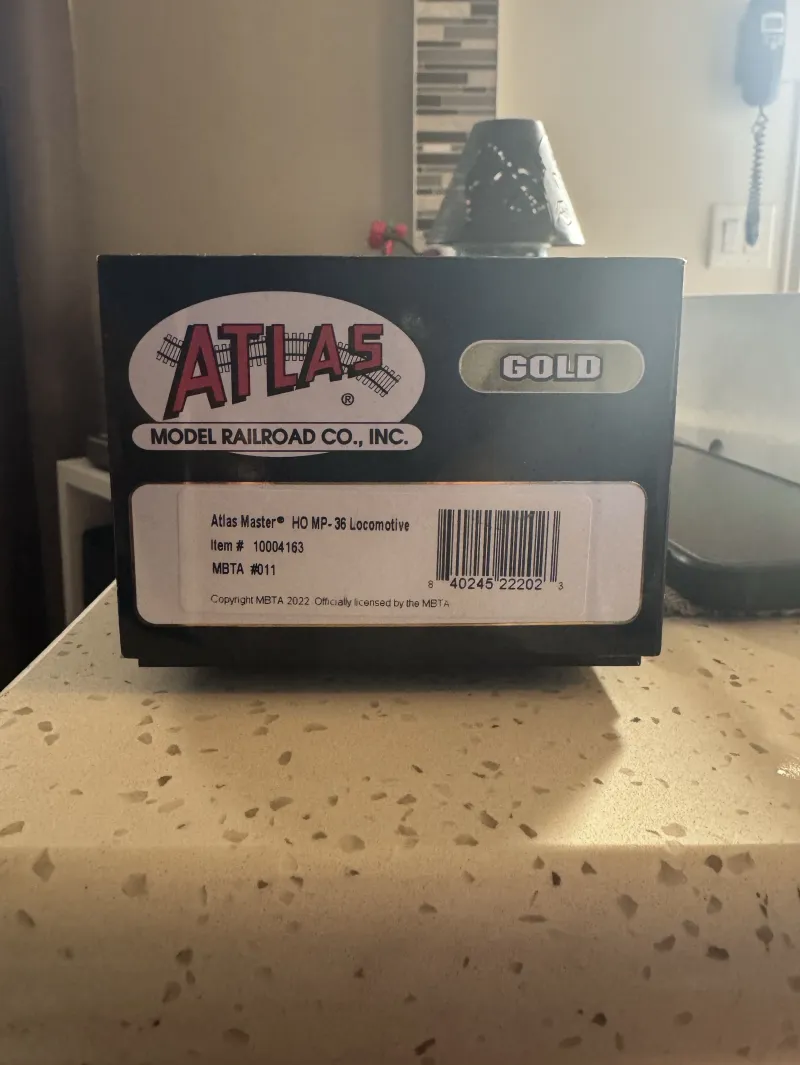 ATLAS
®
GOLD
MODEL RAILROAD CO., INC.
Atlas Master® HO MP-36 Locomotive
Item # 10004163
MBTA #011
8 40245 22202 3
Copyright MBTA 2022 Officially licensed by the MBTA